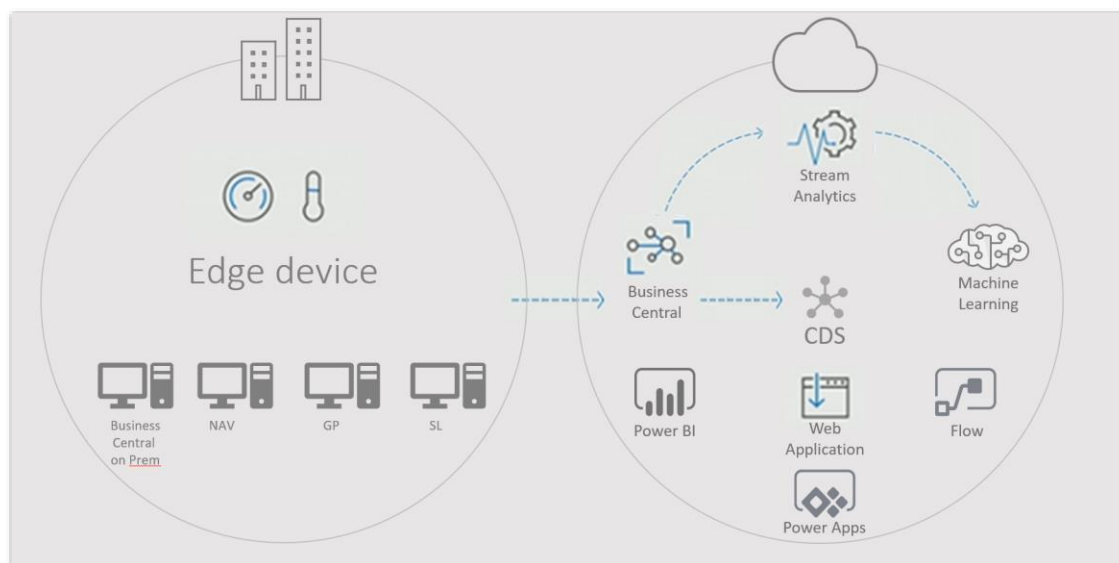 Edge device
Business
Central
on Prem
NAV
GP
SL
Stream
Analytics
Business
Central
CDS
Machine
Learning
Power BI
Web
Application
Flow
Power Apps